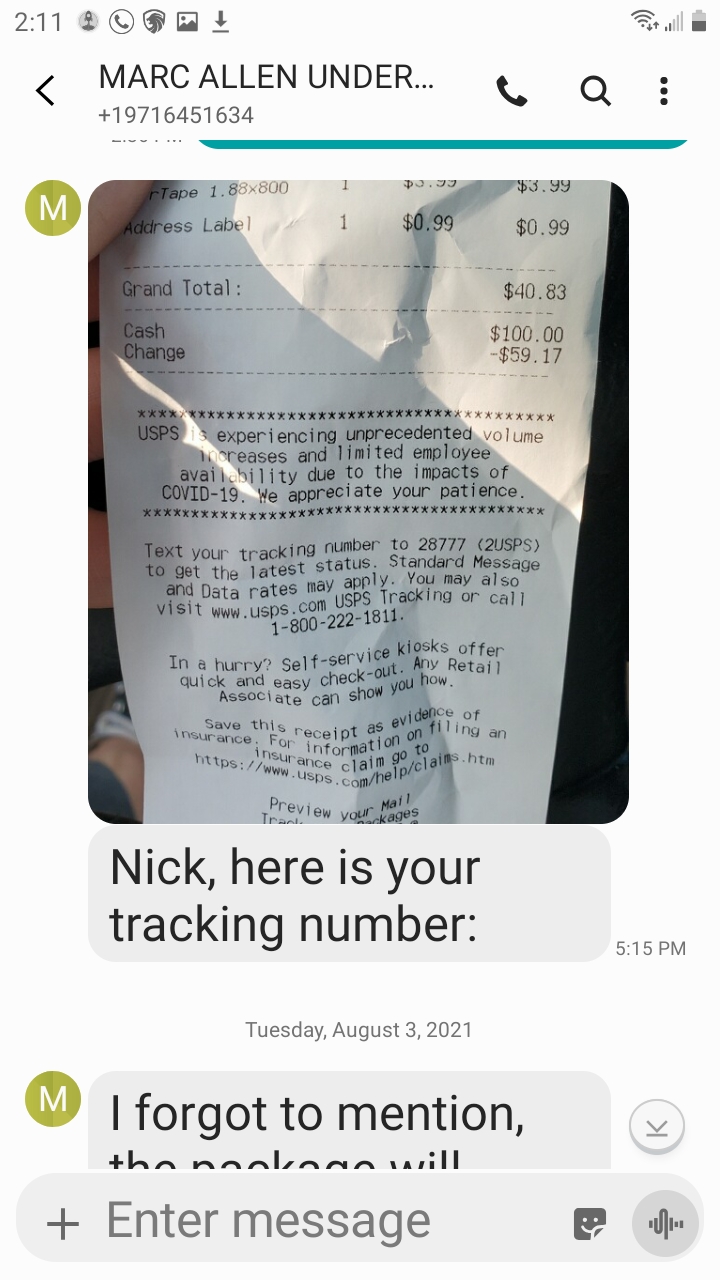 2:11
MARC ALLEN UNDER...
+19716451634
rTape 1.88x800 1 $3.99 $3.99
Address Label 1 $0.99 $0.99
Grand Total: $40.83
Cash $100.00
Change -$59.17
******************************************
USPS is experiencing unprecedented volume
increases and limited employee
availability due to the impacts of
COVID-19. We appreciate your patience.
******************************************
Text your tracking number to 28777 (2USPS)
to get the latest status. Standard Message
and Data rates may apply. You may also
visit www.usps.com USPS Tracking or call
1-800-222-1811.
In a hurry? Self-service kiosks offer
quick and easy check-out. Any Retail
Associate can show you how.
Save this receipt as evidence of
insurance. For information on filing an
insurance claim go to
https://www.usps.com/help/claims.htm
Preview your Mail
M
Nick, here is your
tracking number:
5:15 PM
Tuesday, August 3, 2021
M
I forgot to mention,
the package will
Enter message